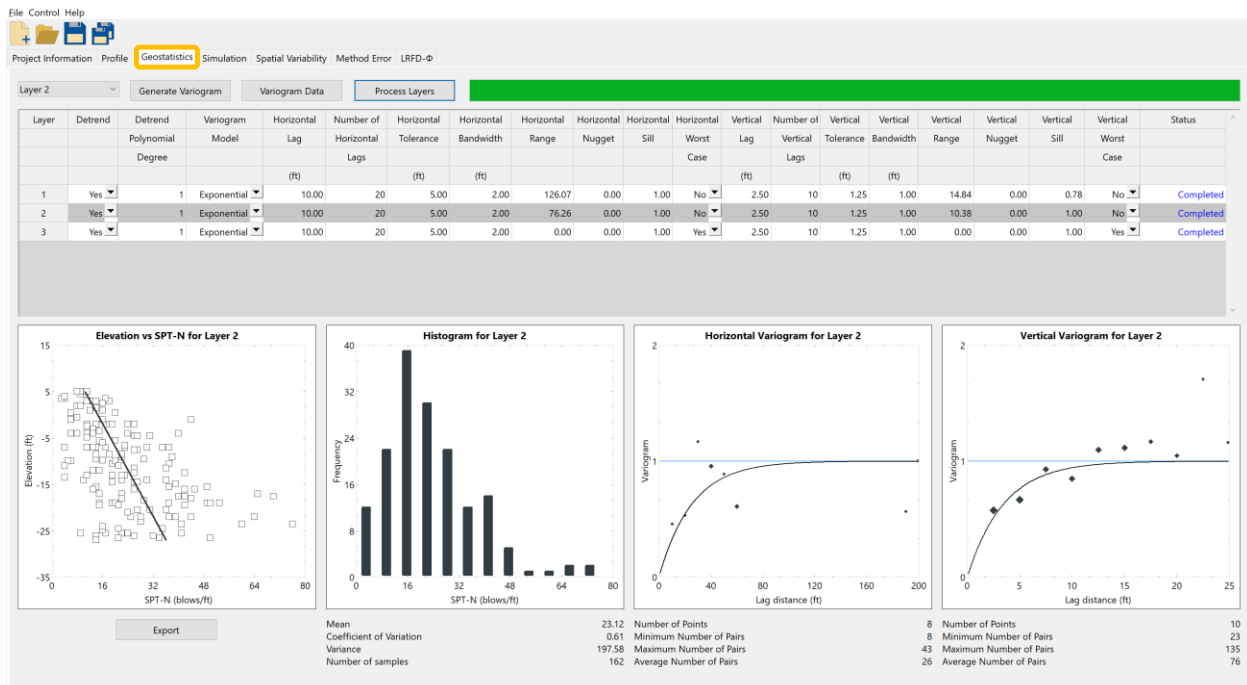 File Control Help
Project Information Profile Geostatistics Simulation Spatial Variability Method Error LRFD-Φ
Layer 2 Generate Variogram Variogram Data Process Layers
Layer Detrend Detrend Variogram Horizontal Number of Horizontal Horizontal Horizontal Horizontal Horizontal Horizontal Vertical Number of Vertical Vertical Vertical Vertical Vertical Vertical Status
Polynomial Model Lag Horizontal Tolerance Bandwidth Range Nugget Sill Worst Lag Vertical Tolerance Bandwidth Range Nugget Sill Worst
Degree Lags Case Lags Case
(ft) (ft) (ft) (ft) (ft) (ft)
1 Yes 1 Exponential 10.00 20 5.00 2.00 126.07 0.00 1.00 No 2.50 10 1.25 1.00 14.84 0.00 0.78 No Completed
2 Yes 1 Exponential 10.00 20 5.00 2.00 76.26 0.00 1.00 No 2.50 10 1.25 1.00 10.38 0.00 1.00 No Completed
3 Yes 1 Exponential 10.00 20 5.00 2.00 0.00 0.00 1.00 Yes 2.50 10 1.25 1.00 0.00 0.00 1.00 Yes Completed
Elevation vs SPT-N for Layer 2
15
5
-5
-15
-25
-35
Elevation (ft)
0 16 32 48 64 80
SPT-N (blows/ft)
Export
Histogram for Layer 2
40
32
24
16
8
0
Frequency
0 16 32 48 64 80
SPT-N (blows/ft)
Mean 23.12
Coefficient of Variation 0.61
Variance 197.58
Number of samples 162
Horizontal Variogram for Layer 2
2
1
0
Variogram
0 40 80 120 160 200
Lag distance (ft)
Number of Points 8
Minimum Number of Pairs 8
Maximum Number of Pairs 43
Average Number of Pairs 26
Vertical Variogram for Layer 2
2
1
0
Variogram
0 5 10 15 20 25
Lag distance (ft)
Number of Points 10
Minimum Number of Pairs 23
Maximum Number of Pairs 135
Average Number of Pairs 76